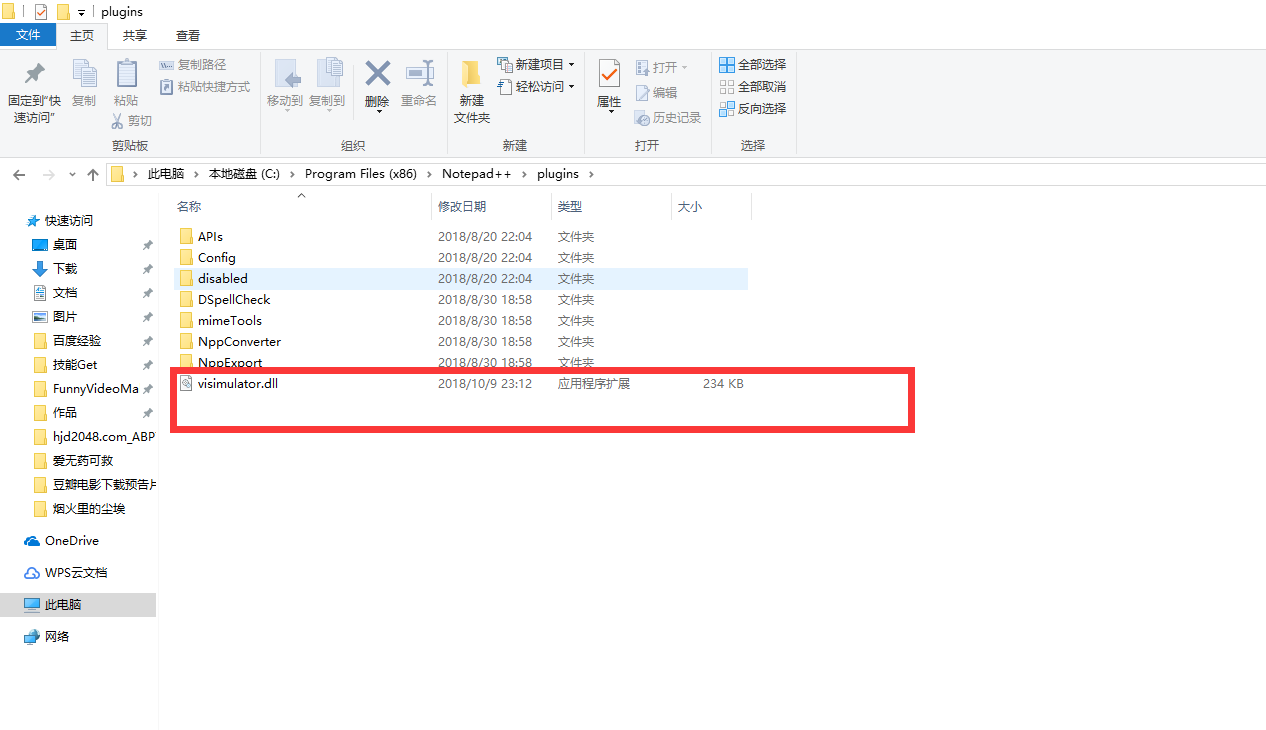 plugins
文件 主页 共享 查看
固定到"快速访问"
复制
粘贴
复制路径
粘贴快捷方式
剪切
剪贴板
移动到
复制到
删除
重命名
组织
新建文件夹
新建项目
轻松访问
新建
属性
打开
编辑
历史记录
打开
全部选择
全部取消
反向选择
选择
此电脑 › 本地磁盘 (C:) › Program Files (x86) › Notepad++ › plugins ›
快速访问
桌面
下载
文档
图片
百度经验
技能Get
FunnyVideoMa
作品
hjd2048.com_ABP
爱无药可救
豆瓣电影下载预告片
烟火里的尘埃
OneDrive
WPS云文档
此电脑
网络
名称 修改日期 类型 大小
APIs 2018/8/20 22:04 文件夹
Config 2018/8/20 22:04 文件夹
disabled 2018/8/20 22:04 文件夹
DSpellCheck 2018/8/30 18:58 文件夹
mimeTools 2018/8/30 18:58 文件夹
NppConverter 2018/8/30 18:58 文件夹
NppExport 2018/8/30 18:58 文件夹
visimulator.dll 2018/10/9 23:12 应用程序扩展 234 KB